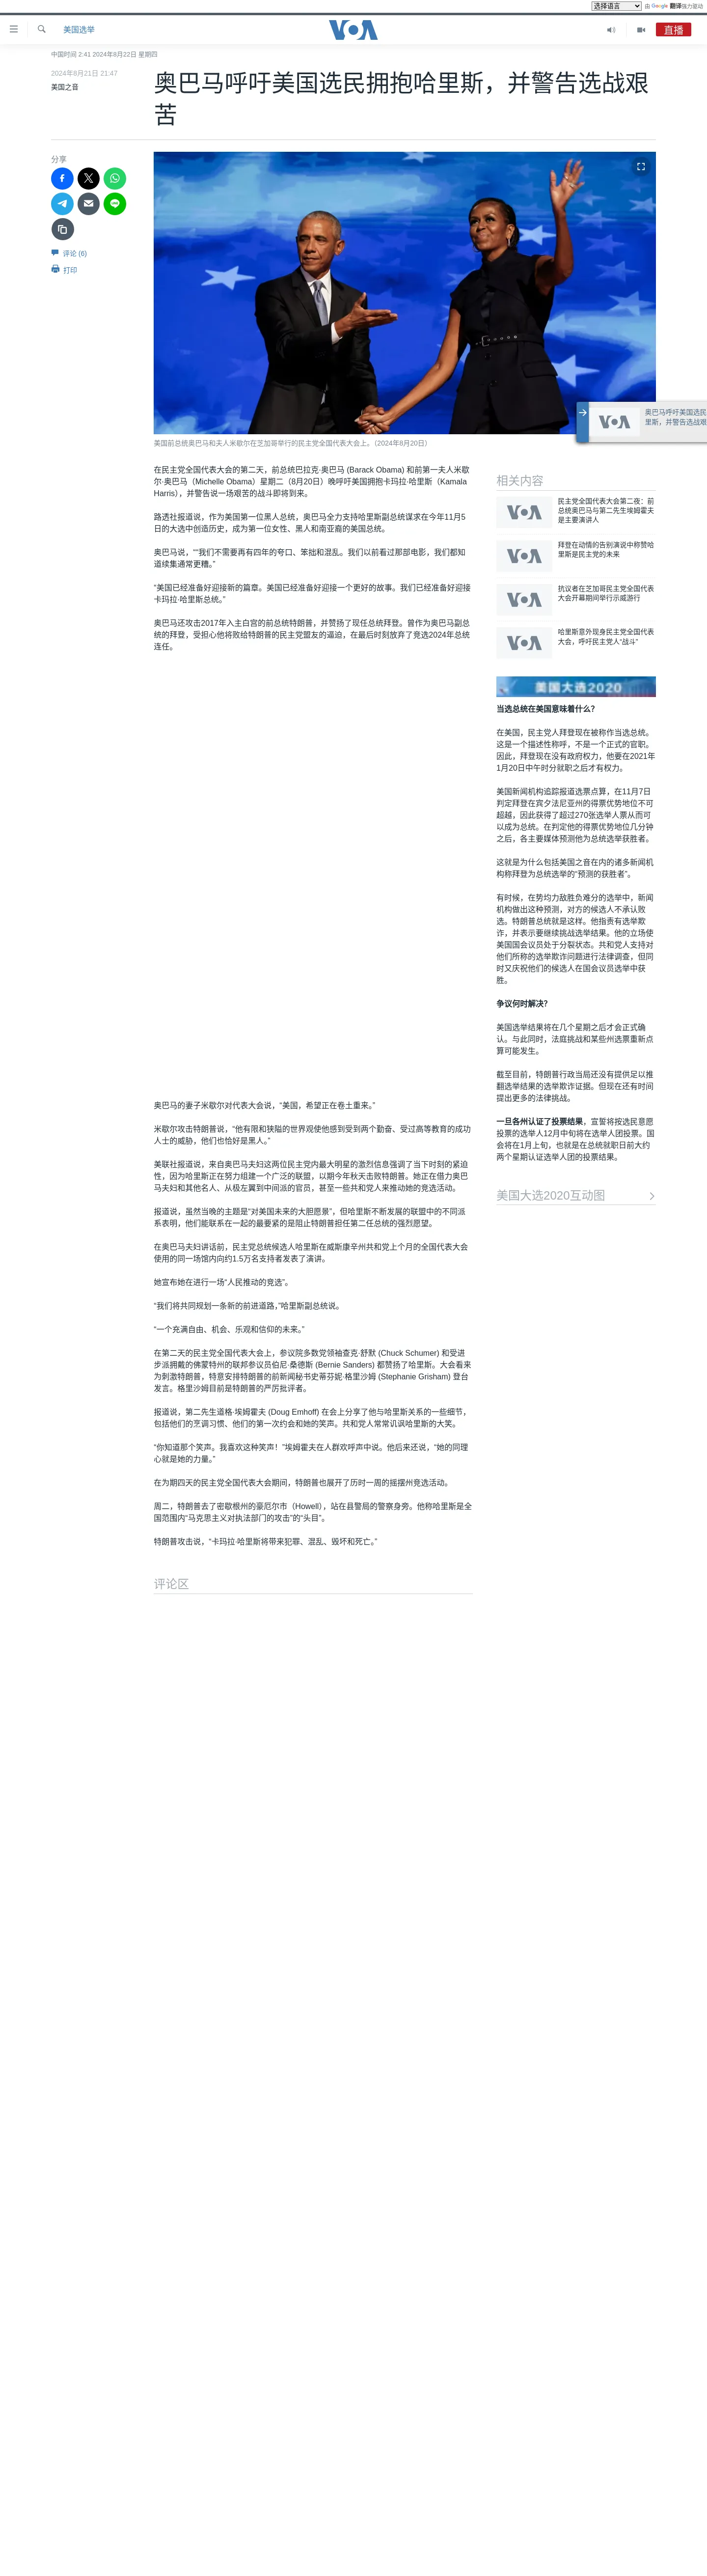 选择语言 由 Google 翻译强力驱动
美国选举
VOA
直播
中国时间 2:41 2024年8月22日 星期四
2024年8月21日 21:47
美国之音
奥巴马呼吁美国选民拥抱哈里斯，并警告选战艰
苦
分享
评论 (6)
打印
美国前总统奥巴马和夫人米歇尔在芝加哥举行的民主党全国代表大会上。（2024年8月20日）
VOA
奥巴马呼吁美国选民
里斯，并警告选战艰
在民主党全国代表大会的第二天，前总统巴拉克·奥巴马 (Barack Obama) 和前第一夫人米歇
尔·奥巴马（Michelle Obama）星期二（8月20日）晚呼吁美国拥抱卡玛拉·哈里斯（Kamala
Harris），并警告说一场艰苦的战斗即将到来。
路透社报道说，作为美国第一位黑人总统，奥巴马全力支持哈里斯副总统谋求在今年11月5
日的大选中创造历史，成为第一位女性、黑人和南亚裔的美国总统。
奥巴马说，““我们不需要再有四年的夸口、笨拙和混乱。我们以前看过那部电影，我们都知
道续集通常更糟。”
“美国已经准备好迎接新的篇章。美国已经准备好迎接一个更好的故事。我们已经准备好迎接
卡玛拉·哈里斯总统。”
奥巴马还攻击2017年入主白宫的前总统特朗普，并赞扬了现任总统拜登。曾作为奥巴马副总
统的拜登，受担心他将败给特朗普的民主党盟友的逼迫，在最后时刻放弃了竞选2024年总统
连任。
奥巴马的妻子米歇尔对代表大会说，“美国，希望正在卷土重来。”
米歇尔攻击特朗普说，“他有限和狭隘的世界观使他感到受到两个勤奋、受过高等教育的成功
人士的威胁，他们也恰好是黑人。”
美联社报道说，来自奥巴马夫妇这两位民主党内最大明星的激烈信息强调了当下时刻的紧迫
性，因为哈里斯正在努力组建一个广泛的联盟，以期今年秋天击败特朗普。她正在借力奥巴
马夫妇和其他名人、从极左翼到中间派的官员，甚至一些共和党人来推动她的竞选活动。
报道说，虽然当晚的主题是“对美国未来的大胆愿景”，但哈里斯不断发展的联盟中的不同派
系表明，他们能联系在一起的最要紧的是阻止特朗普担任第二任总统的强烈愿望。
在奥巴马夫妇讲话前，民主党总统候选人哈里斯在威斯康辛州共和党上个月的全国代表大会
使用的同一场馆内向约1.5万名支持者发表了演讲。
她宣布她在进行一场“人民推动的竞选”。
“我们将共同规划一条新的前进道路，”哈里斯副总统说。
“一个充满自由、机会、乐观和信仰的未来。”
在第二天的民主党全国代表大会上，参议院多数党领袖查克·舒默 (Chuck Schumer) 和受进
步派拥戴的佛蒙特州的联邦参议员伯尼·桑德斯 (Bernie Sanders) 都赞扬了哈里斯。大会看来
为刺激特朗普，特意安排特朗普的前新闻秘书史蒂芬妮·格里沙姆 (Stephanie Grisham) 登台
发言。格里沙姆目前是特朗普的严厉批评者。
报道说，第二先生道格·埃姆霍夫 (Doug Emhoff) 在会上分享了他与哈里斯关系的一些细节，
包括他们的烹调习惯、他们的第一次约会和她的笑声。共和党人常常讥讽哈里斯的大笑。
“你知道那个笑声。我喜欢这种笑声！”埃姆霍夫在人群欢呼声中说。他后来还说，“她的同理
心就是她的力量。”
在为期四天的民主党全国代表大会期间，特朗普也展开了历时一周的摇摆州竞选活动。
周二，特朗普去了密歇根州的豪厄尔市（Howell），站在县警局的警察身旁。他称哈里斯是全
国范围内“马克思主义对执法部门的攻击”的“头目”。
特朗普攻击说，“卡玛拉·哈里斯将带来犯罪、混乱、毁坏和死亡。”
评论区
相关内容
VOA
民主党全国代表大会第二夜：前
总统奥巴马与第二先生埃姆霍夫
是主要演讲人
VOA
拜登在动情的告别演说中称赞哈
里斯是民主党的未来
VOA
抗议者在芝加哥民主党全国代表
大会开幕期间举行示威游行
VOA
哈里斯意外现身民主党全国代表
大会，呼吁民主党人“战斗”
美国大选2020
当选总统在美国意味着什么？
在美国，民主党人拜登现在被称作当选总统。
这是一个描述性称呼，不是一个正式的官职。
因此，拜登现在没有政府权力，他要在2021年
1月20日中午时分就职之后才有权力。
美国新闻机构追踪报道选票点算，在11月7日
判定拜登在宾夕法尼亚州的得票优势地位不可
超越，因此获得了超过270张选举人票从而可
以成为总统。在判定他的得票优势地位几分钟
之后，各主要媒体预测他为总统选举获胜者。
这就是为什么包括美国之音在内的诸多新闻机
构称拜登为总统选举的“预测的获胜者”。
有时候，在势均力敌胜负难分的选举中，新闻
机构做出这种预测，对方的候选人不承认败
选。特朗普总统就是这样。他指责有选举欺
诈，并表示要继续挑战选举结果。他的立场使
美国国会议员处于分裂状态。共和党人支持对
他们所称的选举欺诈问题进行法律调查，但同
时又庆祝他们的候选人在国会议员选举中获
胜。
争议何时解决？
美国选举结果将在几个星期之后才会正式确
认。与此同时，法庭挑战和某些州选票重新点
算可能发生。
截至目前，特朗普行政当局还没有提供足以推
翻选举结果的选举欺诈证据。但现在还有时间
提出更多的法律挑战。
一旦各州认证了投票结果，宣誓将按选民意愿
投票的选举人12月中旬将在选举人团投票。国
会将在1月上旬，也就是在总统就职日前大约
两个星期认证选举人团的投票结果。
美国大选2020互动图